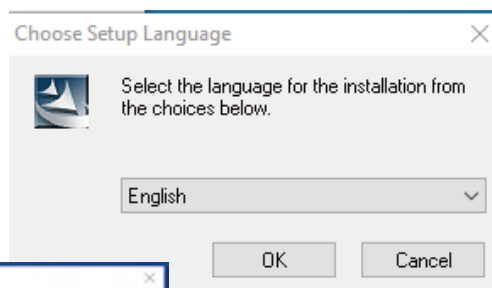 Choose Setup Language
Select the language for the installation from
the choices below.
English
OK
Cancel